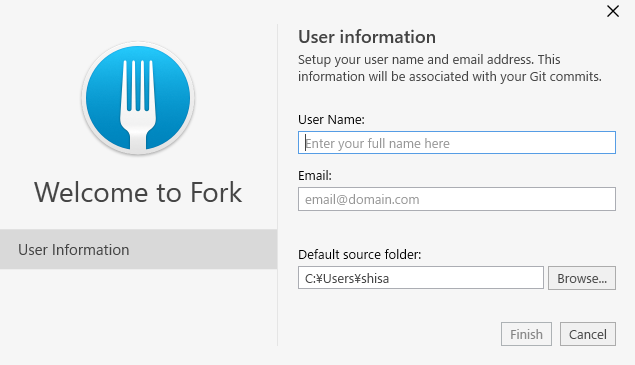 Welcome to Fork
User Information
User information
Setup your user name and email address. This
information will be associated with your Git commits.
User Name:
Enter your full name here
Email:
email@domain.com
Default source folder:
C:¥Users¥shisa
Browse...
Finish
Cancel